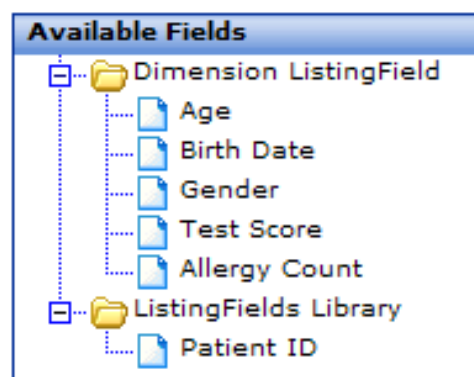 Available Fields
Dimension ListingField
Age
Birth Date
Gender
Test Score
Allergy Count
ListingFields Library
Patient ID